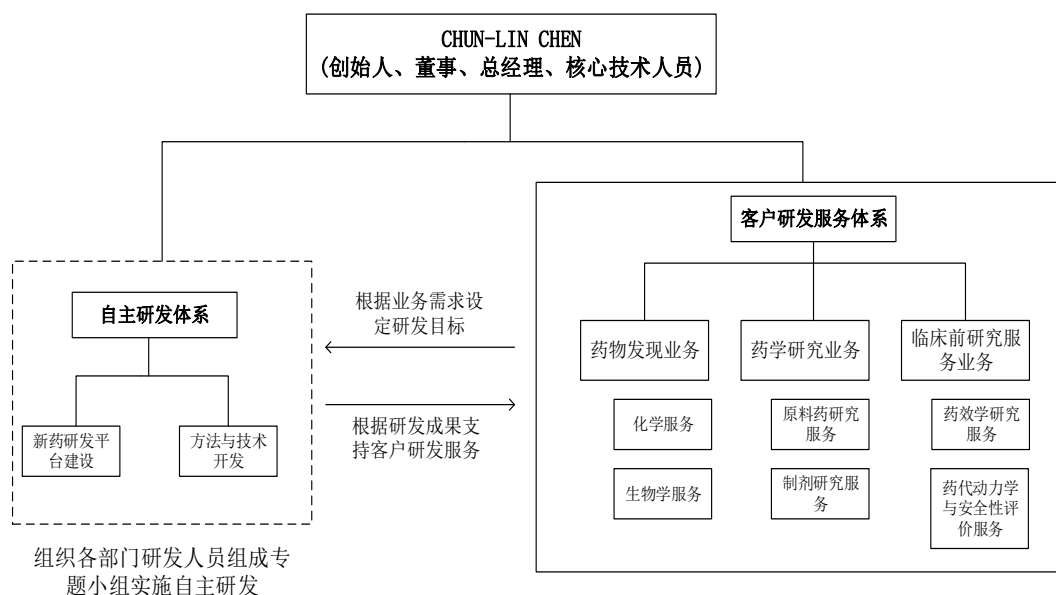 CHUN-LIN CHEN
(创始人、董事、总经理、核心技术人员)
客户研发服务体系
自主研发体系
根据业务需求设
定研发目标
药物发现业务
药学研究业务
临床前研究服
务业务
根据研发成果支
持客户研发服务
新药研发平
台建设
方法与技术
开发
化学服务
原料药研究
服务
药效学研究
服务
生物学服务
制剂研究服
务
药代动力学
与安全性评
价服务
组织各部门研发人员组成专
题小组实施自主研发